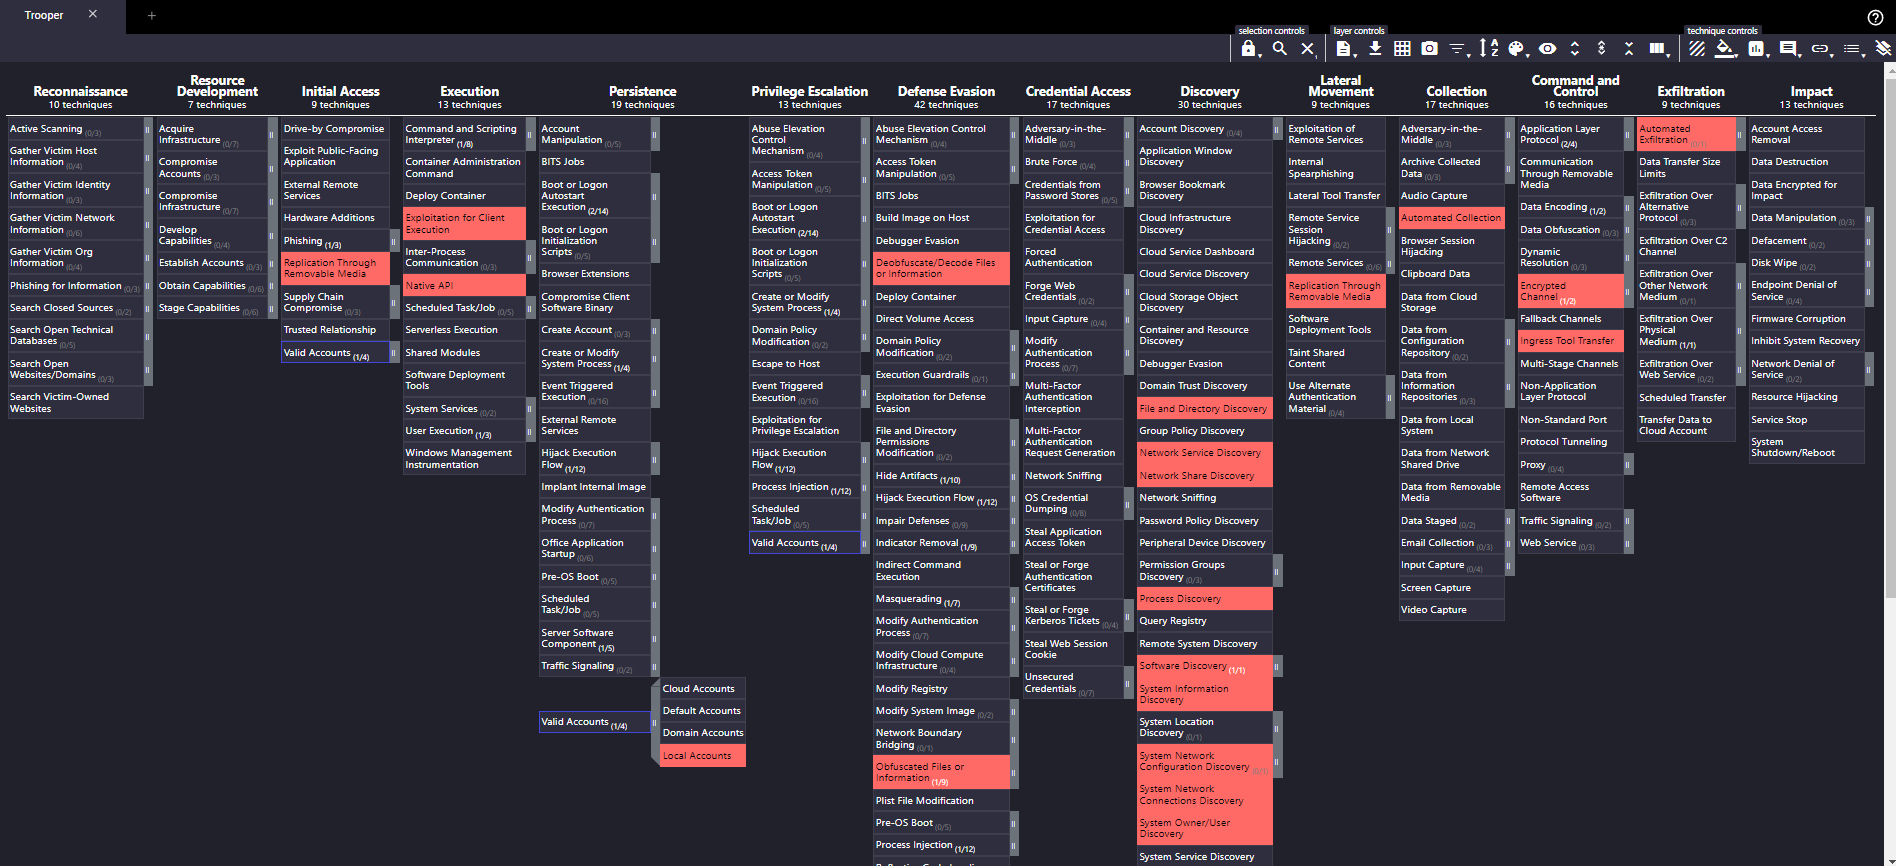 Trooper
selection controls
layer controls
technique controls
Reconnaissance
10 techniques
Active Scanning (0/3)
Gather Victim Host
Information (0/4)
Gather Victim Identity
Information (0/3)
Gather Victim Network
Information (0/6)
Gather Victim Org
Information (0/4)
Phishing for Information (0/3)
Search Closed Sources (0/2)
Search Open Technical
Databases (0/5)
Search Open
Websites/Domains (0/3)
Search Victim-Owned
Websites
Resource
Development
7 techniques
Acquire
Infrastructure (0/7)
Compromise
Accounts (0/3)
Compromise
Infrastructure (0/7)
Develop
Capabilities (0/4)
Establish Accounts (0/3)
Obtain Capabilities (0/6)
Stage Capabilities (0/6)
Initial Access
9 techniques
Drive-by Compromise
Exploit Public-Facing
Application
External Remote
Services
Hardware Additions
Phishing (1/3)
Replication Through
Removable Media
Supply Chain
Compromise (0/3)
Trusted Relationship
Valid Accounts (1/4)
Execution
13 techniques
Command and Scripting
Interpreter (1/8)
Container Administration
Command
Deploy Container
Exploitation for Client
Execution
Inter-Process
Communication (0/3)
Native API
Scheduled Task/Job (0/5)
Serverless Execution
Shared Modules
Software Deployment
Tools
System Services (0/2)
User Execution (1/3)
Windows Management
Instrumentation
Persistence
19 techniques
Account
Manipulation (0/5)
BITS Jobs
Boot or Logon
Autostart
Execution (2/14)
Boot or Logon
Initialization
Scripts (0/5)
Browser Extensions
Compromise Client
Software Binary
Create Account (0/3)
Create or Modify
System Process (1/4)
Event Triggered
Execution (0/16)
External Remote
Services
Hijack Execution
Flow (1/12)
Implant Internal Image
Modify Authentication
Process (0/7)
Office Application
Startup (0/6)
Pre-OS Boot (0/5)
Scheduled
Task/Job (0/5)
Server Software
Component (1/5)
Traffic Signaling (0/2)
Valid Accounts (1/4)
Cloud Accounts
Default Accounts
Domain Accounts
Local Accounts
Privilege Escalation
13 techniques
Abuse Elevation
Control
Mechanism (0/4)
Access Token
Manipulation (0/5)
Boot or Logon
Autostart
Execution (2/14)
Boot or Logon
Initialization
Scripts (0/5)
Create or Modify
System Process (1/4)
Domain Policy
Modification (0/2)
Escape to Host
Event Triggered
Execution (0/16)
Exploitation for
Privilege Escalation
Hijack Execution
Flow (1/12)
Process Injection (1/12)
Scheduled
Task/Job (0/5)
Valid Accounts (1/4)
Defense Evasion
42 techniques
Abuse Elevation Control
Mechanism (0/4)
Access Token
Manipulation (0/5)
BITS Jobs
Build Image on Host
Debugger Evasion
Deobfuscate/Decode Files
or Information
Deploy Container
Direct Volume Access
Domain Policy
Modification (0/2)
Execution Guardrails (0/1)
Exploitation for Defense
Evasion
File and Directory
Permissions
Modification (0/2)
Hide Artifacts (1/10)
Hijack Execution Flow (1/12)
Impair Defenses (0/9)
Indicator Removal (1/9)
Indirect Command
Execution
Masquerading (1/7)
Modify Authentication
Process (0/7)
Modify Cloud Compute
Infrastructure (0/4)
Modify Registry
Modify System Image (0/2)
Network Boundary
Bridging (0/1)
Obfuscated Files or
Information (1/9)
Plist File Modification
Pre-OS Boot (0/5)
Process Injection (1/12)
Credential Access
17 techniques
Adversary-in-the-
Middle (0/3)
Brute Force (0/4)
Credentials from
Password Stores (0/5)
Exploitation for
Credential Access
Forced
Authentication
Forge Web
Credentials (0/2)
Input Capture (0/4)
Modify
Authentication
Process (0/7)
Multi-Factor
Authentication
Interception
Multi-Factor
Authentication
Request Generation
Network Sniffing
OS Credential
Dumping (0/8)
Steal Application
Access Token
Steal or Forge
Authentication
Certificates
Steal or Forge
Kerberos Tickets (0/4)
Steal Web Session
Cookie
Unsecured
Credentials (0/7)
Discovery
30 techniques
Account Discovery (0/4)
Application Window
Discovery
Browser Bookmark
Discovery
Cloud Infrastructure
Discovery
Cloud Service Dashboard
Cloud Service Discovery
Cloud Storage Object
Discovery
Container and Resource
Discovery
Debugger Evasion
Domain Trust Discovery
File and Directory Discovery
Group Policy Discovery
Network Service Discovery
Network Share Discovery
Network Sniffing
Password Policy Discovery
Peripheral Device Discovery
Permission Groups
Discovery (0/3)
Process Discovery
Query Registry
Remote System Discovery
Software Discovery (1/1)
System Information
Discovery
System Location
Discovery (0/1)
System Network
Configuration Discovery (0/1)
System Network
Connections Discovery
System Owner/User
Discovery
System Service Discovery
Lateral
Movement
9 techniques
Exploitation of
Remote Services
Internal
Spearphishing
Lateral Tool Transfer
Remote Service
Session
Hijacking (0/2)
Remote Services (0/6)
Replication Through
Removable Media
Software
Deployment Tools
Taint Shared
Content
Use Alternate
Authentication
Material (0/4)
Collection
17 techniques
Adversary-in-the-
Middle (0/3)
Archive Collected
Data (0/3)
Audio Capture
Automated Collection
Browser Session
Hijacking
Clipboard Data
Data from Cloud
Storage
Data from
Configuration
Repository (0/2)
Data from
Information
Repositories (0/3)
Data from Local
System
Data from Network
Shared Drive
Data from Removable
Media
Data Staged (0/2)
Email Collection (0/3)
Input Capture (0/4)
Screen Capture
Video Capture
Command and
Control
16 techniques
Application Layer
Protocol (2/4)
Communication
Through Removable
Media
Data Encoding (1/2)
Data Obfuscation (0/3)
Dynamic
Resolution (0/3)
Encrypted
Channel (1/2)
Fallback Channels
Ingress Tool Transfer
Multi-Stage Channels
Non-Application
Layer Protocol
Non-Standard Port
Protocol Tunneling
Proxy (0/4)
Remote Access
Software
Traffic Signaling (0/2)
Web Service (0/3)
Exfiltration
9 techniques
Automated
Exfiltration (0/1)
Data Transfer Size
Limits
Exfiltration Over
Alternative
Protocol (0/3)
Exfiltration Over C2
Channel
Exfiltration Over
Other Network
Medium (0/1)
Exfiltration Over
Physical
Medium (1/1)
Exfiltration Over
Web Service (0/2)
Scheduled Transfer
Transfer Data to
Cloud Account
Impact
13 techniques
Account Access
Removal
Data Destruction
Data Encrypted for
Impact
Data Manipulation (0/3)
Defacement (0/2)
Disk Wipe (0/2)
Endpoint Denial of
Service (0/4)
Firmware Corruption
Inhibit System Recovery
Network Denial of
Service (0/2)
Resource Hijacking
Service Stop
System
Shutdown/Reboot